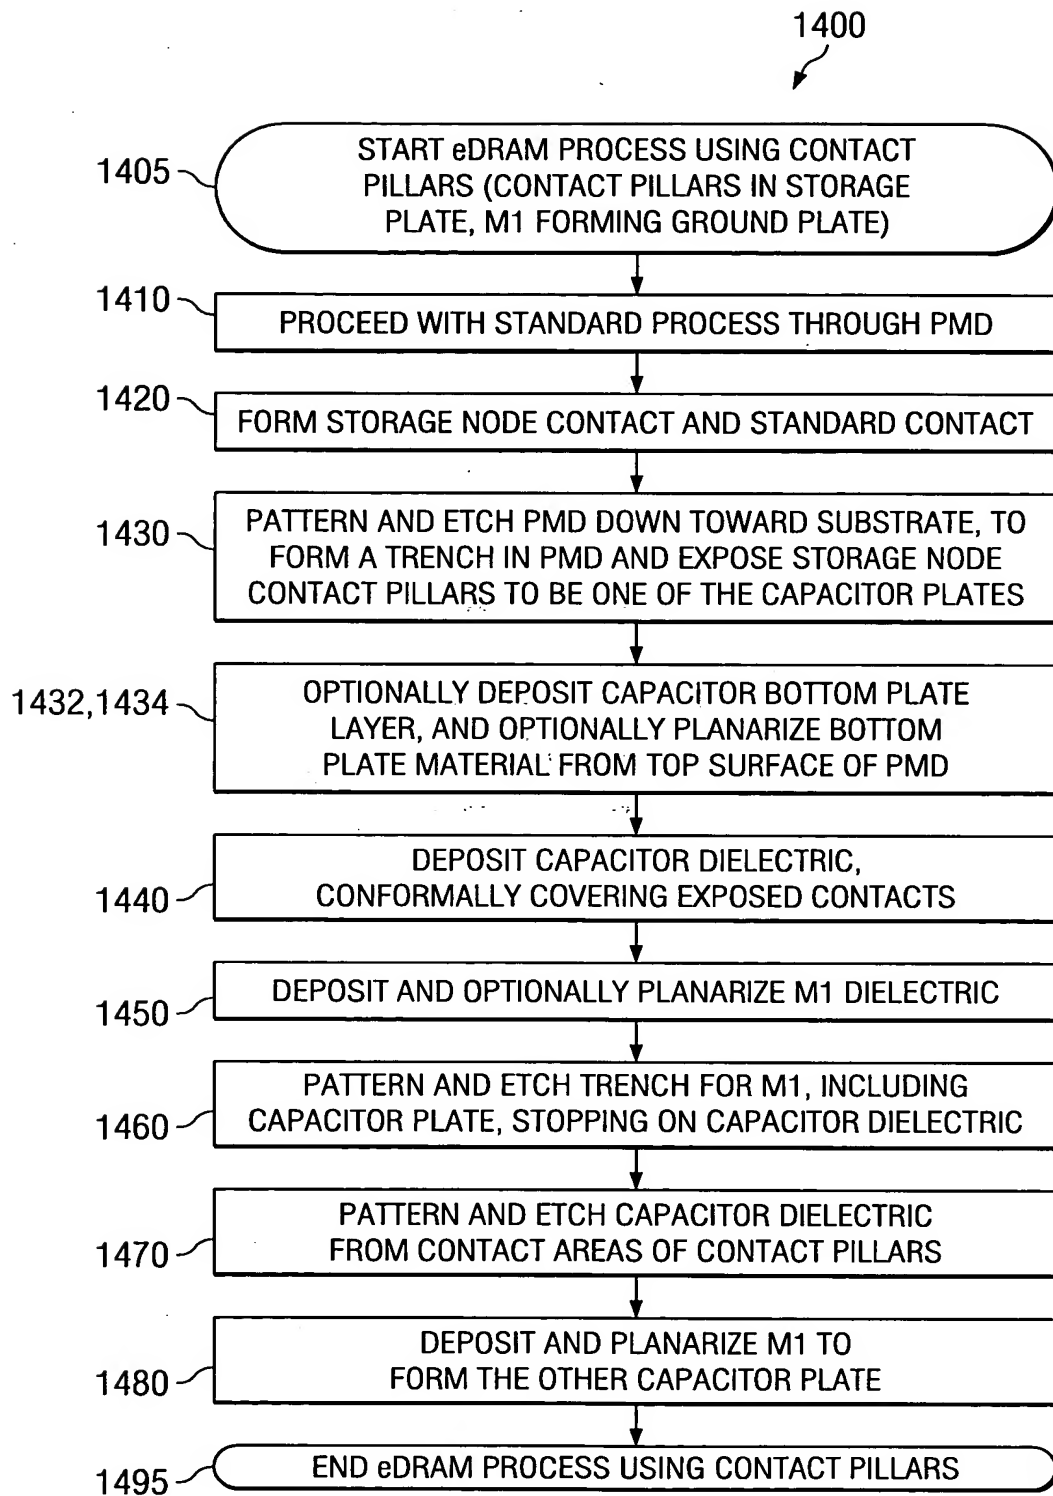 1400
1405
START eDRAM PROCESS USING CONTACT
PILLARS (CONTACT PILLARS IN STORAGE
PLATE, M1 FORMING GROUND PLATE)
1410
PROCEED WITH STANDARD PROCESS THROUGH PMD
1420
FORM STORAGE NODE CONTACT AND STANDARD CONTACT
1430
PATTERN AND ETCH PMD DOWN TOWARD SUBSTRATE, TO
FORM A TRENCH IN PMD AND EXPOSE STORAGE NODE
CONTACT PILLARS TO BE ONE OF THE CAPACITOR PLATES
1432,1434
OPTIONALLY DEPOSIT CAPACITOR BOTTOM PLATE
LAYER, AND OPTIONALLY PLANARIZE BOTTOM
PLATE MATERIAL FROM TOP SURFACE OF PMD
1440
DEPOSIT CAPACITOR DIELECTRIC,
CONFORMALLY COVERING EXPOSED CONTACTS
1450
DEPOSIT AND OPTIONALLY PLANARIZE M1 DIELECTRIC
1460
PATTERN AND ETCH TRENCH FOR M1, INCLUDING
CAPACITOR PLATE, STOPPING ON CAPACITOR DIELECTRIC
1470
PATTERN AND ETCH CAPACITOR DIELECTRIC
FROM CONTACT AREAS OF CONTACT PILLARS
1480
DEPOSIT AND PLANARIZE M1 TO
FORM THE OTHER CAPACITOR PLATE
1495
END eDRAM PROCESS USING CONTACT PILLARS